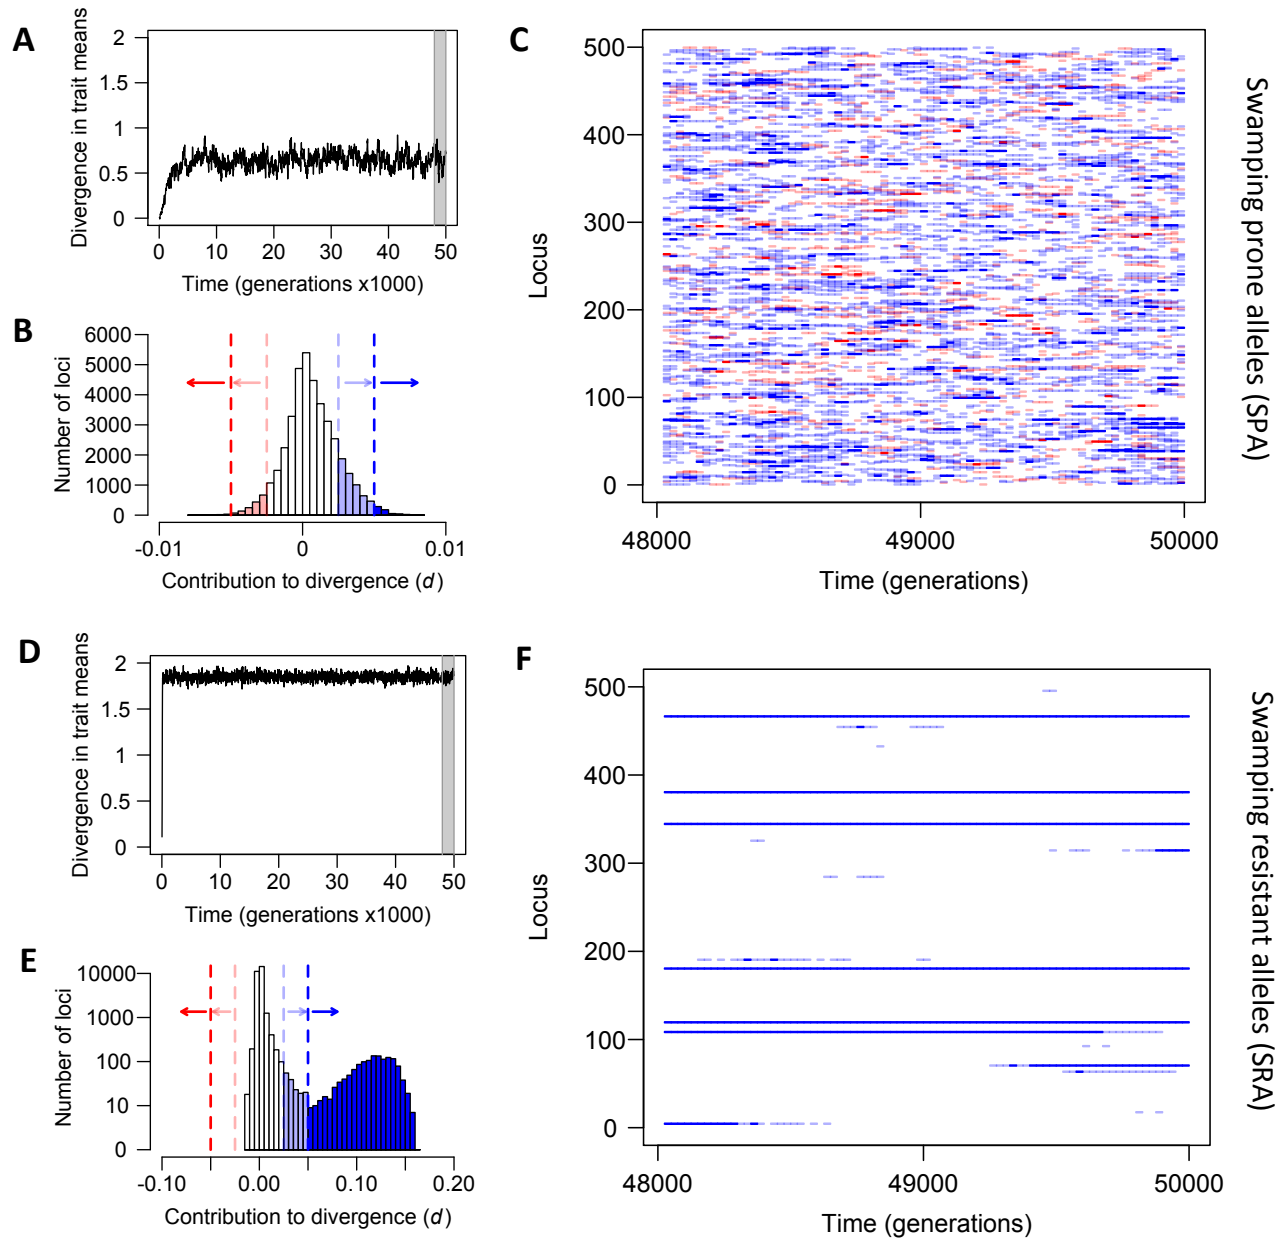 A
Divergence in trait means
2
1.5
1
0.5
0
0 10 20 30 40 50
Time (generations x1000)
B
Number of loci
6000
5000
4000
3000
2000
1000
0
-0.01 0 0.01
Contribution to divergence (d)
C
Locus
500
400
300
200
100
0
48000 49000 50000
Time (generations)
Swamping prone alleles (SPA)
D
Divergence in trait means
2
1.5
1
0.5
0
0 10 20 30 40 50
Time (generations x1000)
E
Number of loci
10000
1000
100
10
0
-0.10 0.00 0.10 0.20
Contribution to divergence (d)
F
Locus
500
400
300
200
100
0
48000 49000 50000
Time (generations)
Swamping resistant alleles (SRA)